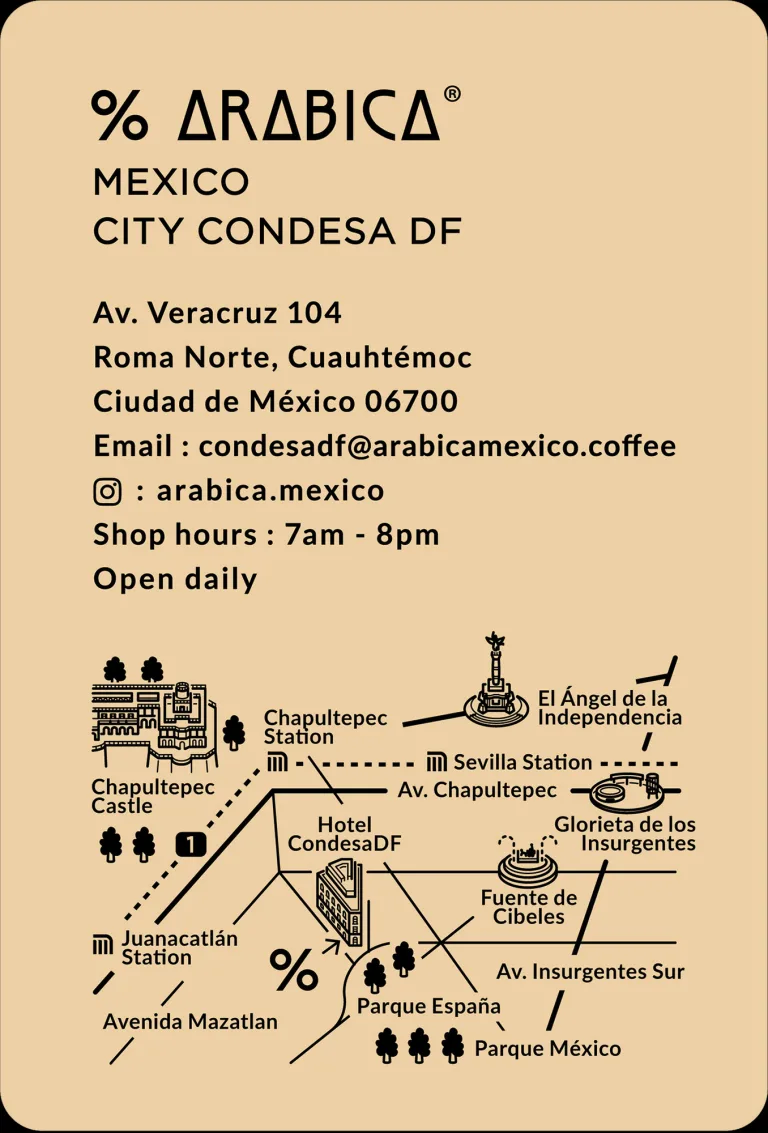 % ARABICA®
MEXICO
CITY CONDESA DF
Av. Veracruz 104
Roma Norte, Cuauhtémoc
Ciudad de México 06700
Email : condesadf@arabicamexico.coffee
: arabica.mexico
Shop hours : 7am - 8pm
Open daily
El Ángel de la
Independencia
Chapultepec
Station
Sevilla Station
Chapultepec
Castle
Av. Chapultepec
Hotel
CondesaDF
Glorieta de los
Insurgentes
1
Fuente de
Cibeles
Juanacatlán
Station
%
Av. Insurgentes Sur
Parque España
Avenida Mazatlan
Parque México